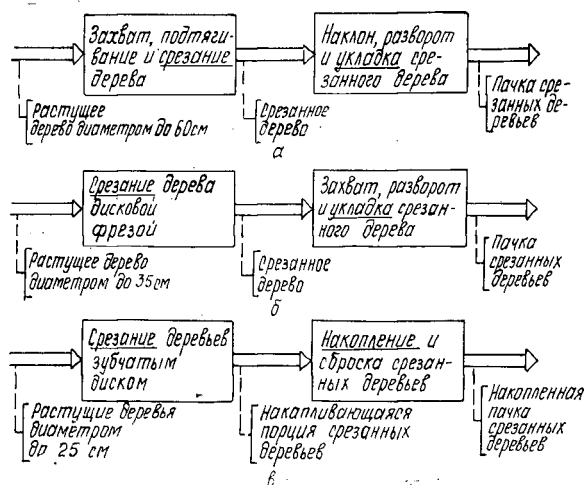 Захват, подтяги-
вание и срезание
дерева
Наклон, разворот
и укладка сре-
занного дерева
Растущее
дерево диаметром до 60см
Срезанное
дерево
Пачка сре-
занных де-
ревьев
а
Срезание дерева
дисковой
фрезой
Захват, разворот
и укладка срезан-
ного дерева
Растущее дерево
диаметром до 35см
Срезанное
дерево
Пачка
срезанных
деревьев
б
Срезание деревьев
зубчатым
диском
Накопление и
сброска срезан-
ных деревьев
Растущие деревья
диаметром
до 25 см
Накапливающаяся
порция срезанных
деревьев
Накопленная
пачка
срезанных
деревьев
в